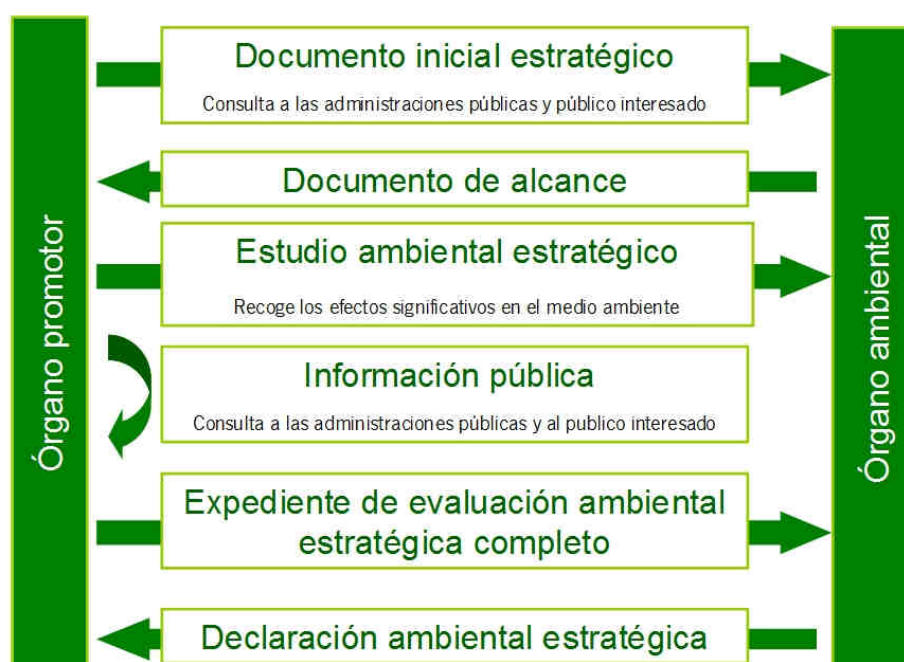 Órgano promotor
Documento inicial estratégico
Consulta a las administraciones públicas y público interesado
Documento de alcance
Estudio ambiental estratégico
Recoge los efectos significativos en el medio ambiente
Información pública
Consulta a las administraciones públicas y al publico interesado
Expediente de evaluación ambiental
estratégica completo
Declaración ambiental estratégica
Órgano ambiental